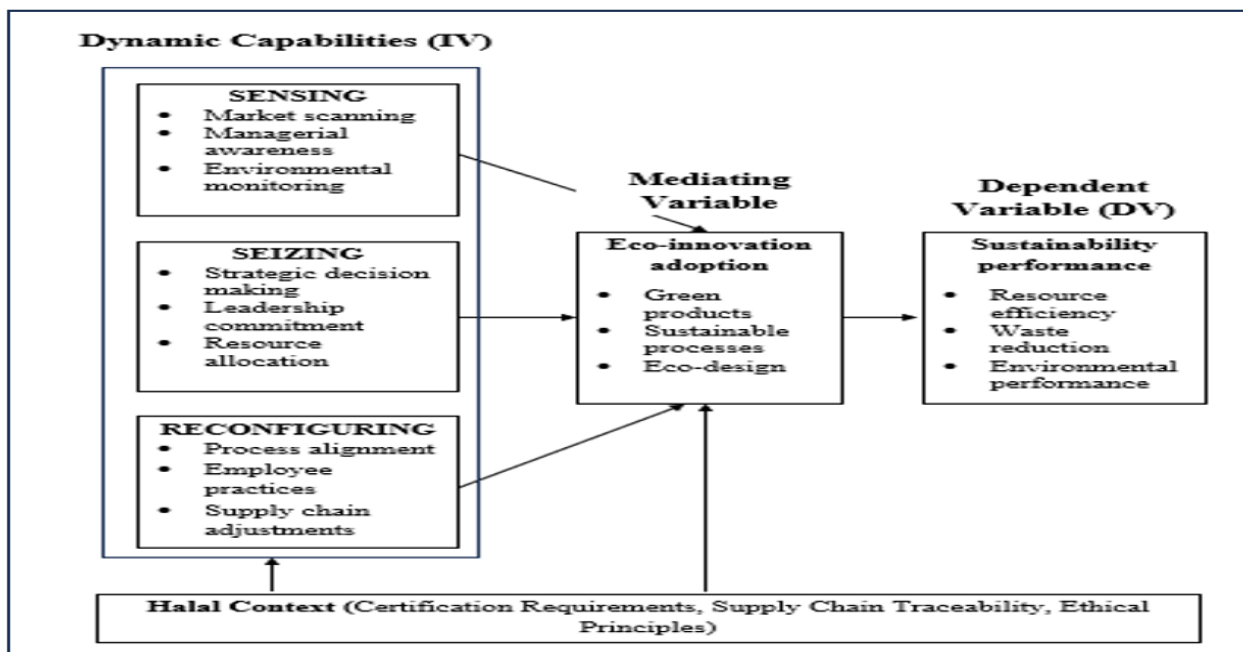 Dynamic Capabilities (IV)
SENSING
• Market scanning
• Managerial
awareness
• Environmental
monitoring
SEIZING
• Strategic decision
making
• Leadership
commitment
• Resource
allocation
RECONFIGURING
• Process alignment
• Employee
practices
• Supply chain
adjustments
Mediating
Variable
Eco-innovation
adoption
• Green
products
• Sustainable
processes
• Eco-design
Dependent
Variable (DV)
Sustainability
performance
• Resource
efficiency
• Waste
reduction
• Environmental
performance
Halal Context (Certification Requirements, Supply Chain Traceability, Ethical
Principles)